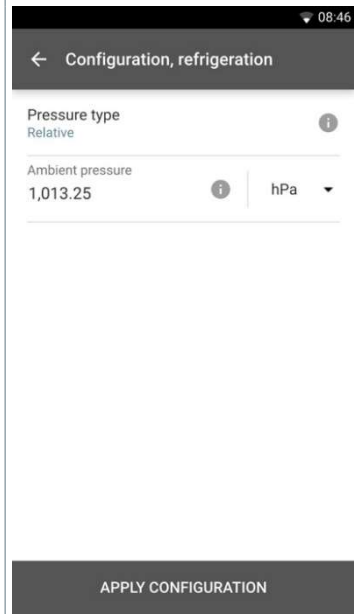 08:46
Configuration, refrigeration
Pressure type
Relative
Ambient pressure
1,013.25 hPa
APPLY CONFIGURATION